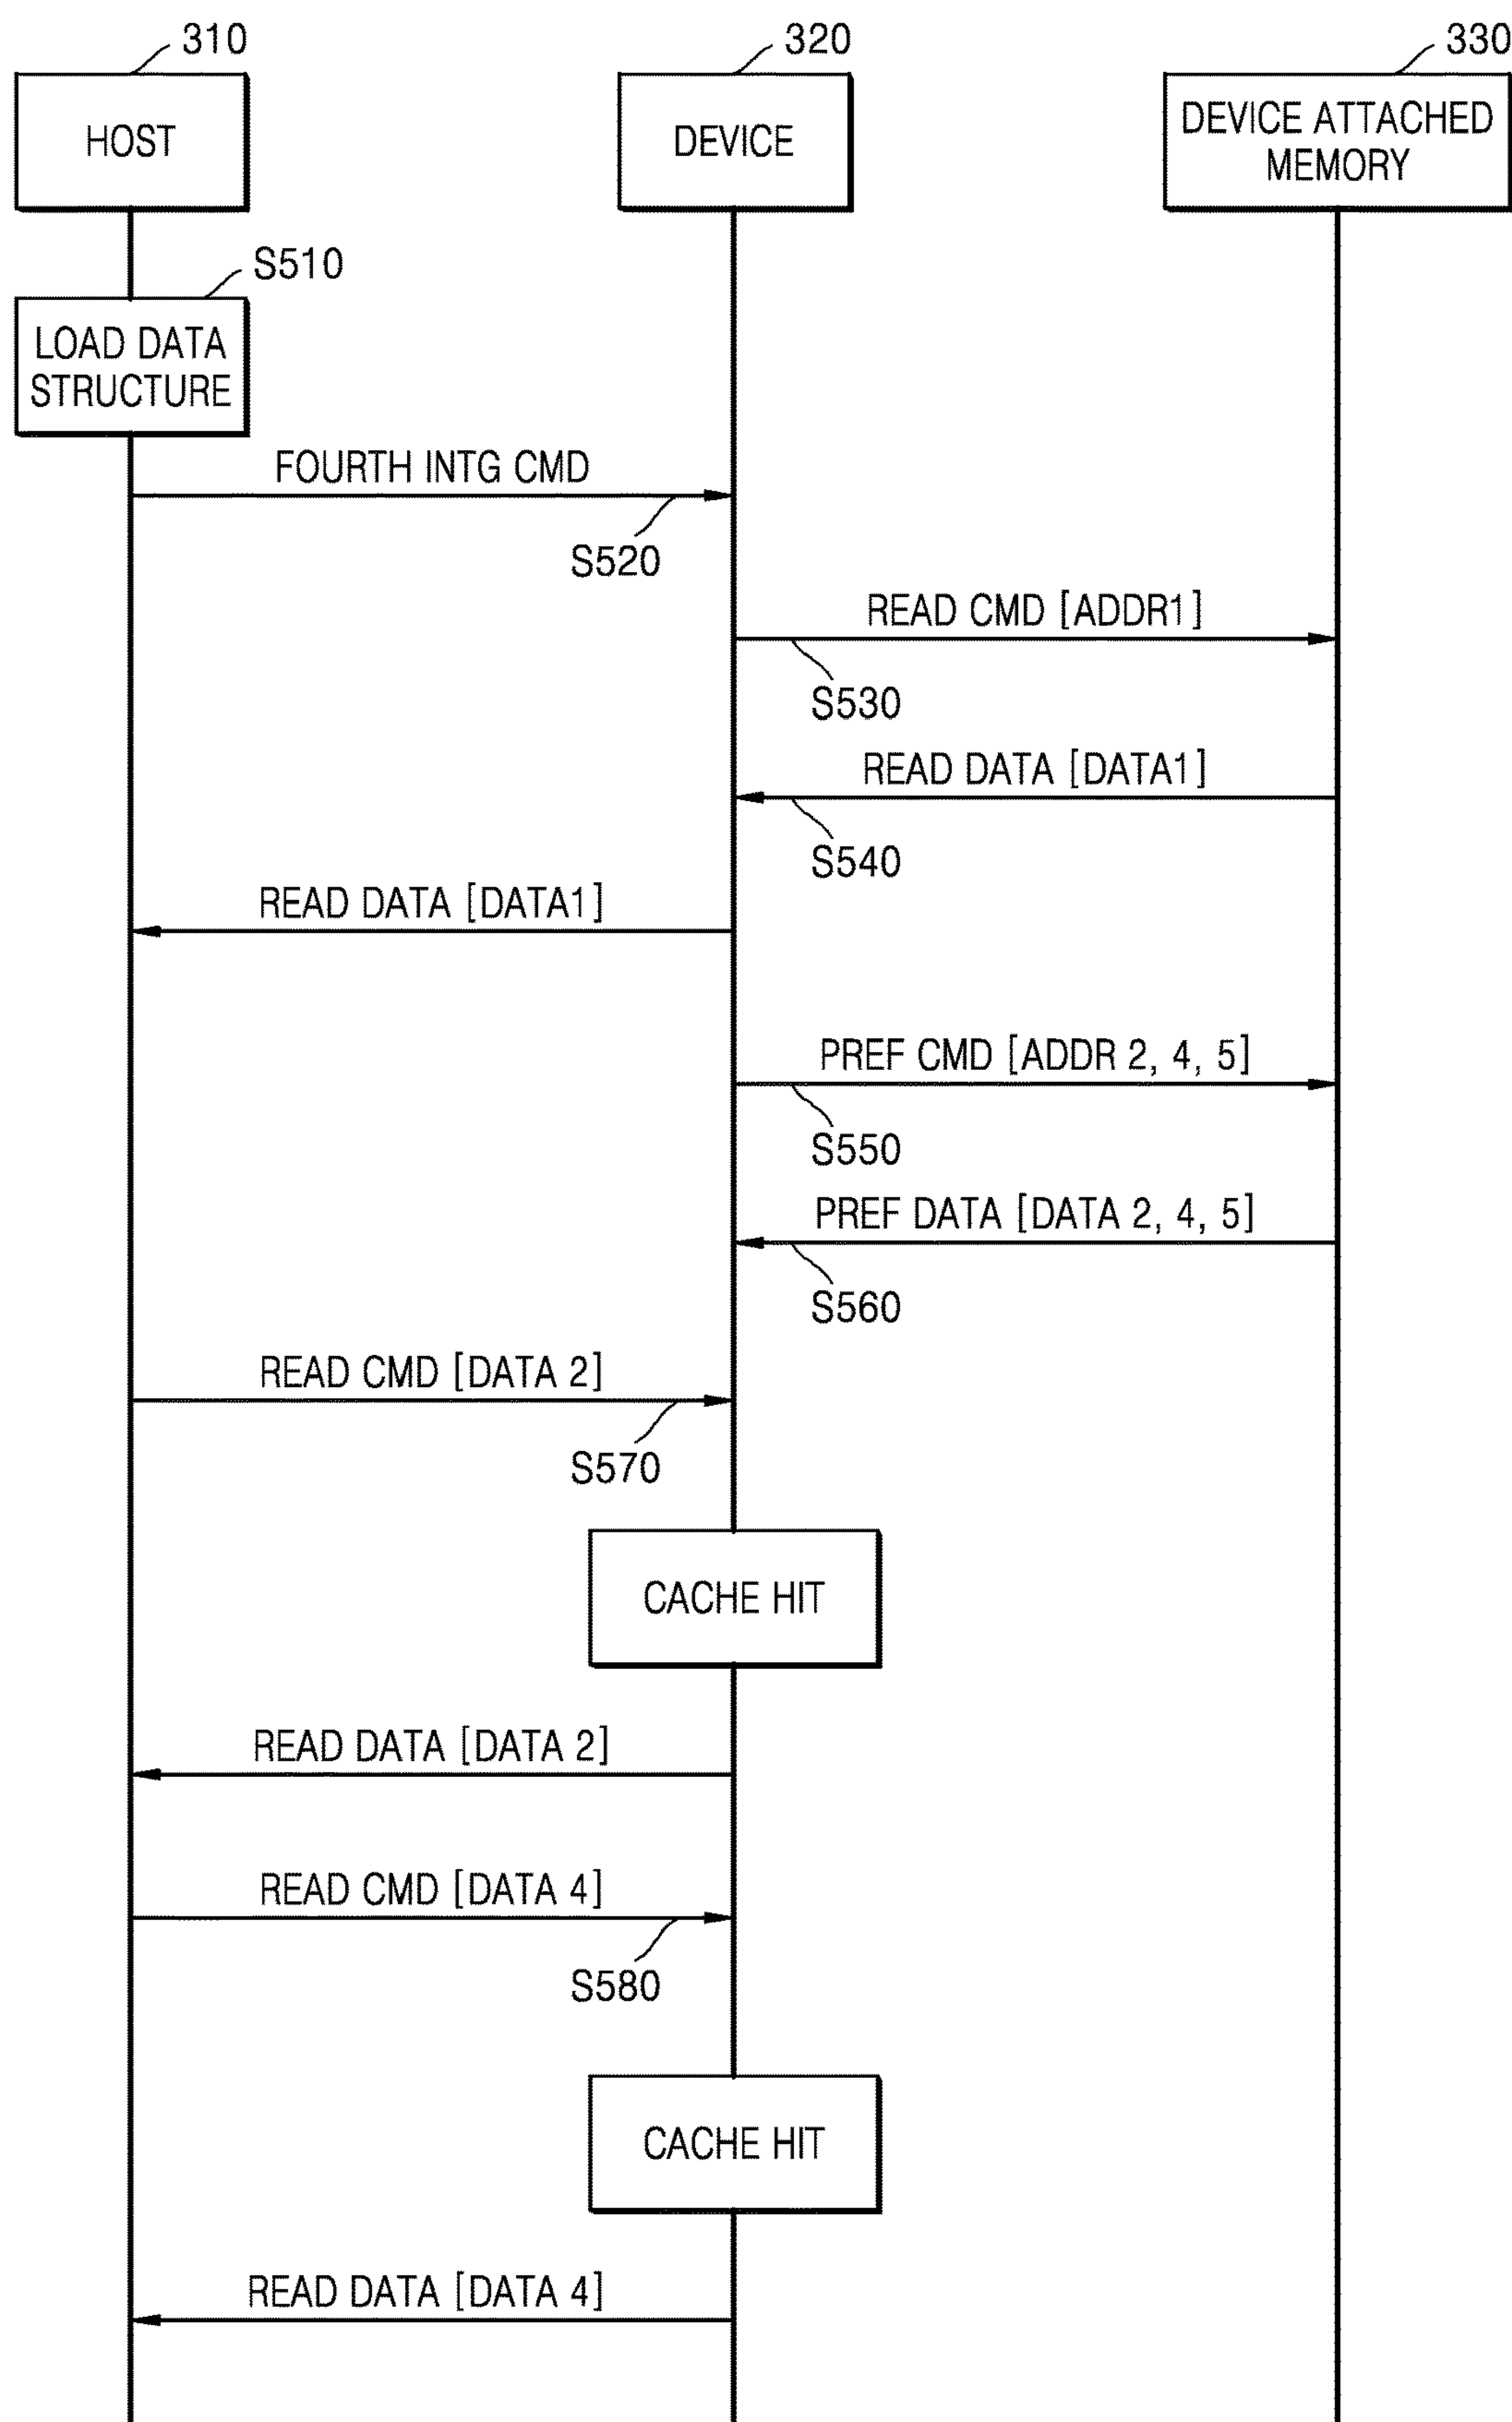 310
320
330
HOST
DEVICE
DEVICE ATTACHED
MEMORY
S510
LOAD DATA
STRUCTURE
FOURTH INTG CMD
S520
READ CMD [ADDR1]
S530
READ DATA [DATA1]
S540
READ DATA [DATA1]
PREF CMD [ADDR 2, 4, 5]
S550
PREF DATA [DATA 2, 4, 5]
S560
READ CMD [DATA 2]
S570
CACHE HIT
READ DATA [DATA 2]
READ CMD [DATA 4]
S580
CACHE HIT
READ DATA [DATA 4]